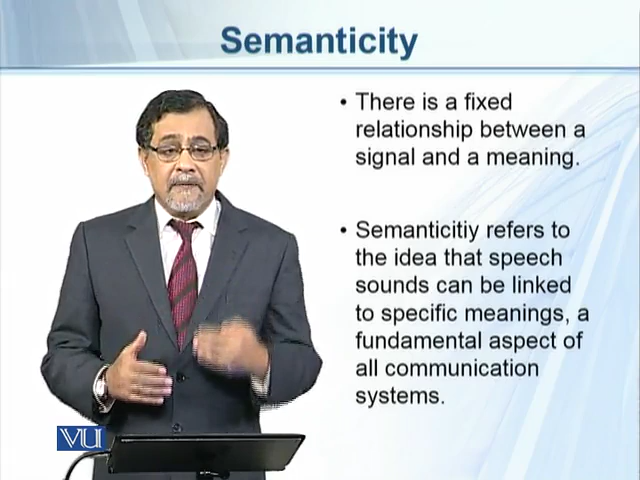 Semanticity
• There is a fixed
relationship between a
signal and a meaning.
• Semanticitiy refers to
the idea that speech
sounds can be linked
to specific meanings, a
fundamental aspect of
all communication
systems.
VU